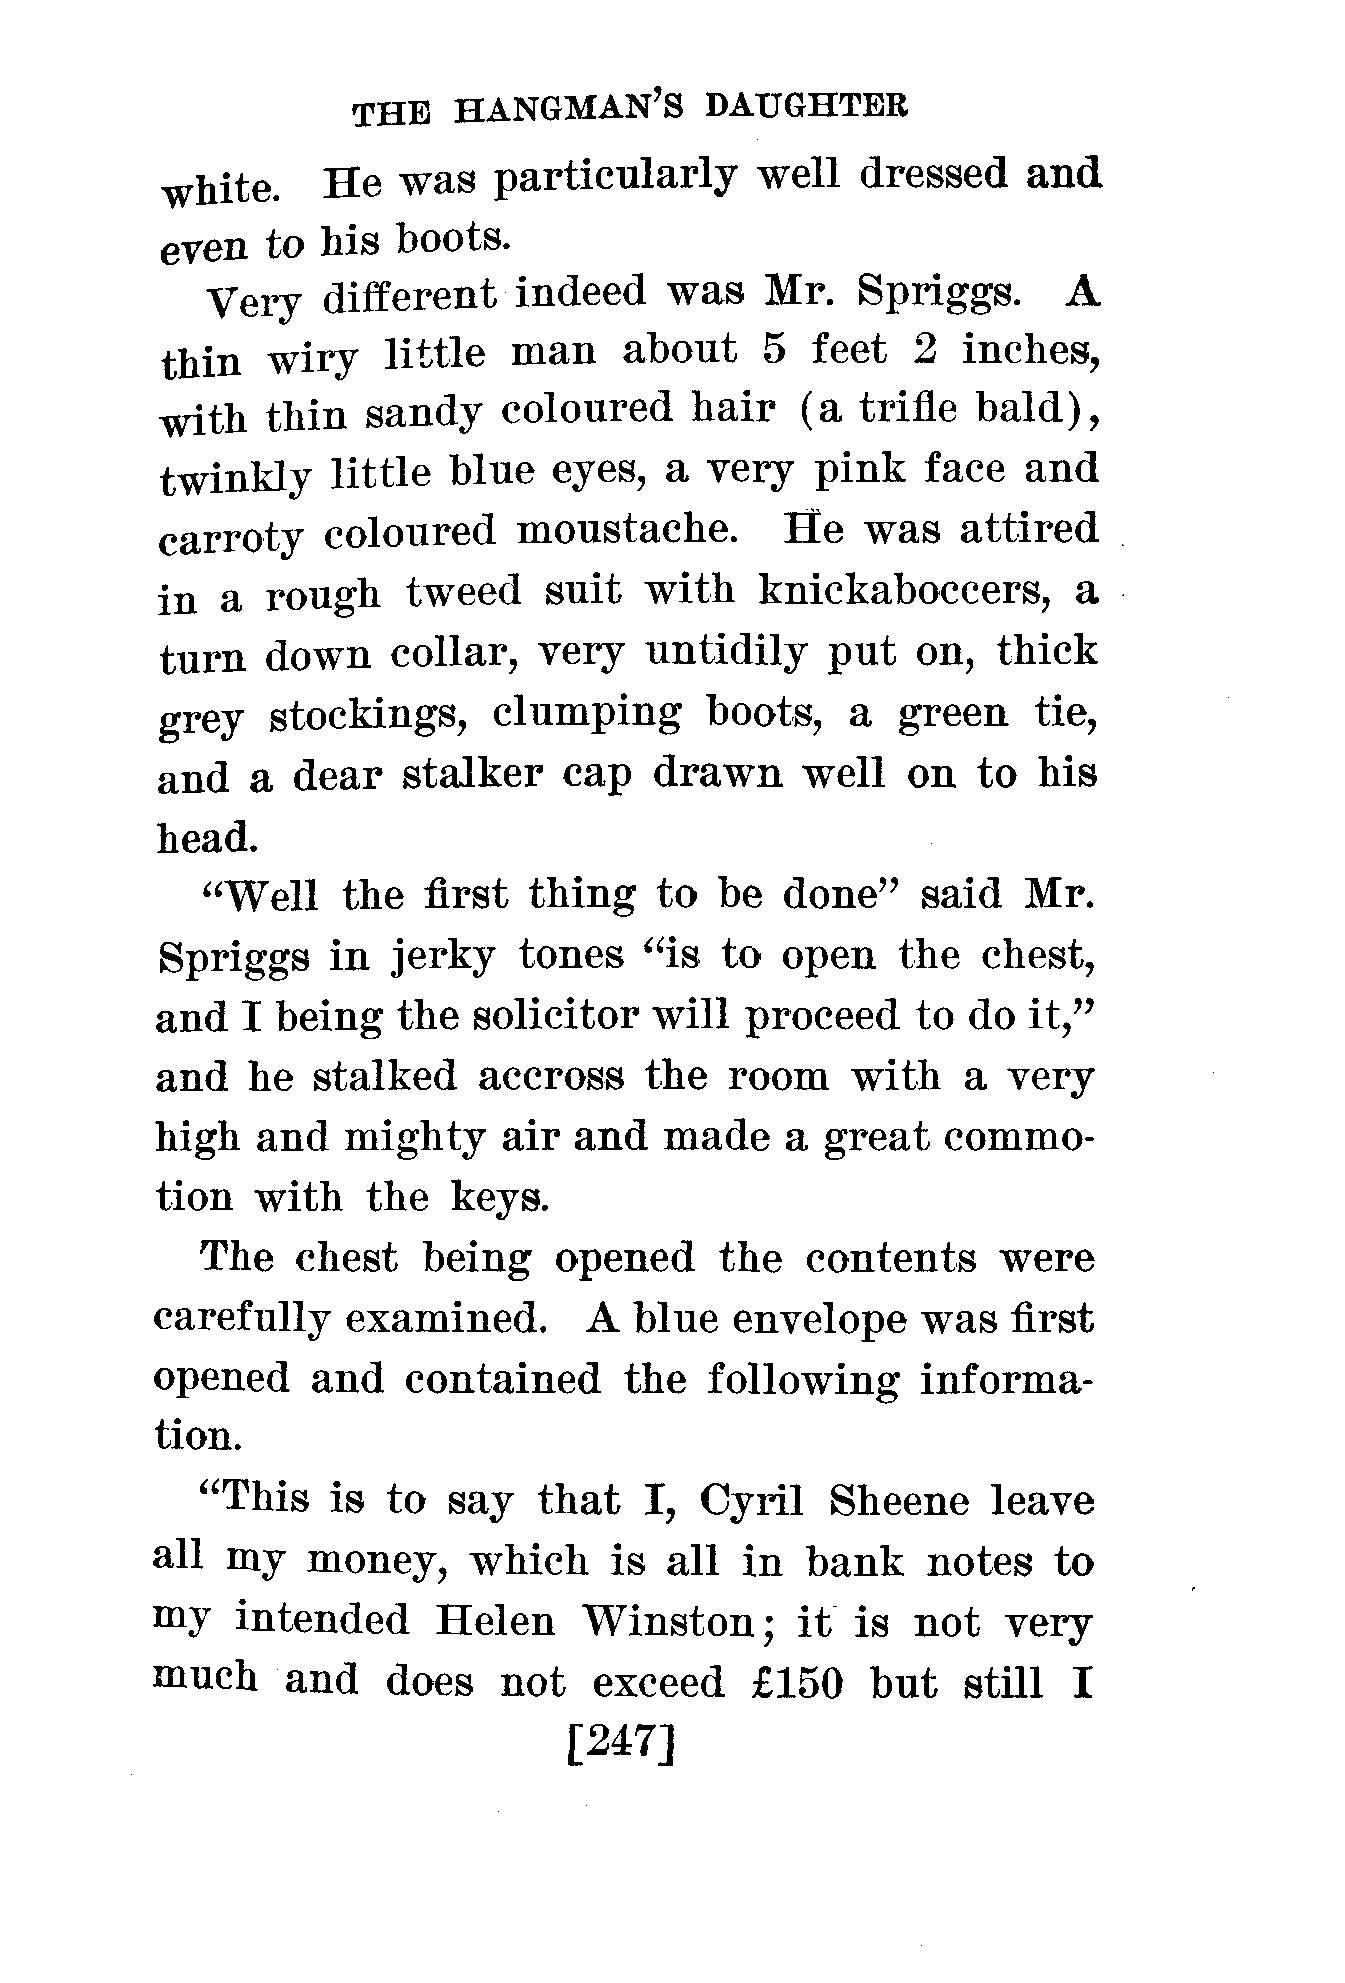 THE HANGMAN'S DAUGHTER
white. He was particularly well dressed and
even to his boots.
Very different indeed was Mr. Spriggs. A
thin wiry little man about 5 feet 2 inches,
with thin sandy coloured hair (a trifle bald),
twinkly little blue eyes, a very pink face and
carroty coloured moustache. He was attired
in a rough tweed suit with knickaboccers, a
turn down collar, very untidily put on, thick
grey stockings, clumping boots, a green tie,
and a dear stalker cap drawn well on to his
head.
“Well the first thing to be done” said Mr.
Spriggs in jerky tones “is to open the chest,
and I being the solicitor will proceed to do it,”
and he stalked accross the room with a very
high and mighty air and made a great commo-
tion with the keys.
The chest being opened the contents were
carefully examined. A blue envelope was first
opened and contained the following informa-
tion.
“This is to say that I, Cyril Sheene leave
all my money, which is all in bank notes to
my intended Helen Winston; it is not very
much and does not exceed £150 but still I
[247]